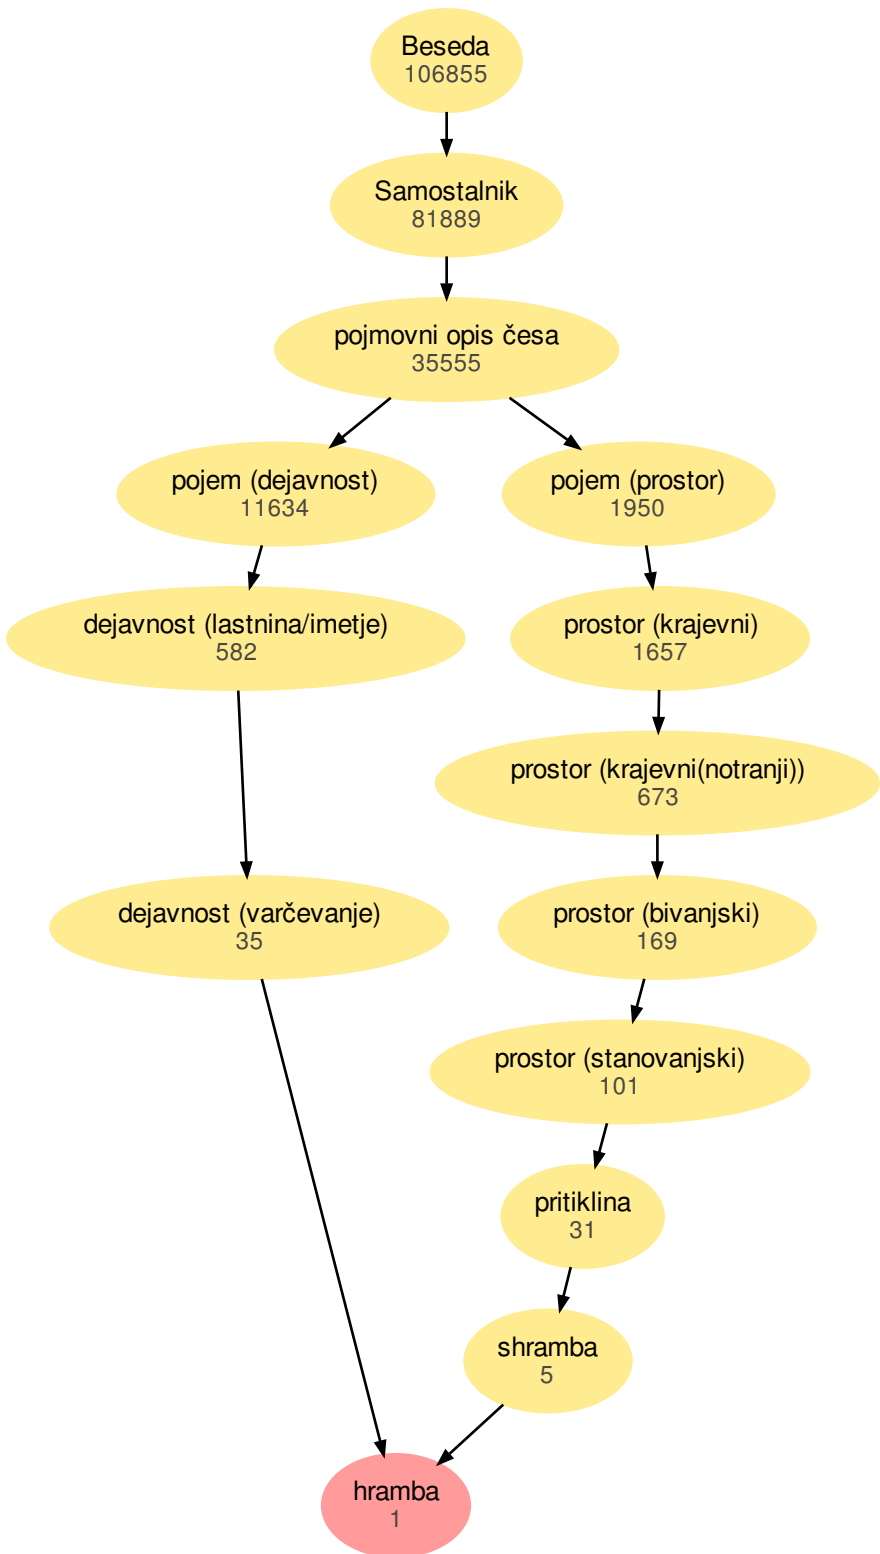 Beseda
106855
Samostalnik
81889
pojmovni opis česa
35555
pojem (dejavnost)
11634
pojem (prostor)
1950
dejavnost (lastnina/imetje)
582
prostor (krajevni)
1657
prostor (krajevni(notranji))
673
dejavnost (varčevanje)
35
prostor (bivanjski)
169
prostor (stanovanjski)
101
pritiklina
31
shramba
5
hramba
1